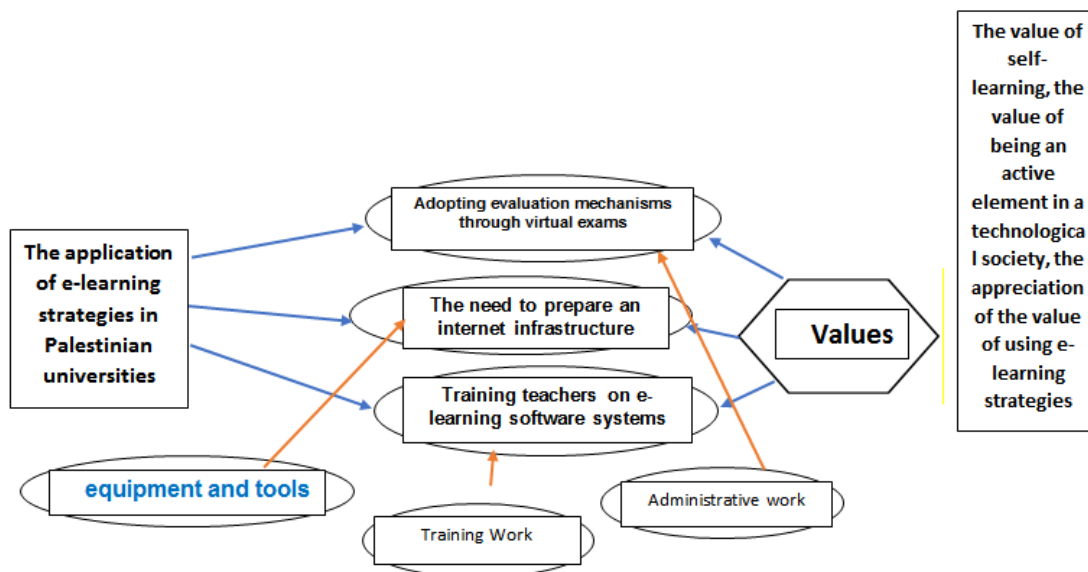 The application
of e-learning
strategies in
Palestinian
universities
Adopting evaluation mechanisms
through virtual exams
The need to prepare an
internet infrastructure
Training teachers on e-
learning software systems
equipment and tools
Training Work
Administrative work
Values
The value of
self-
learning, the
value of
being an
active
element in a
technologica
l society, the
appreciation
of the value
of using e-
learning
strategies